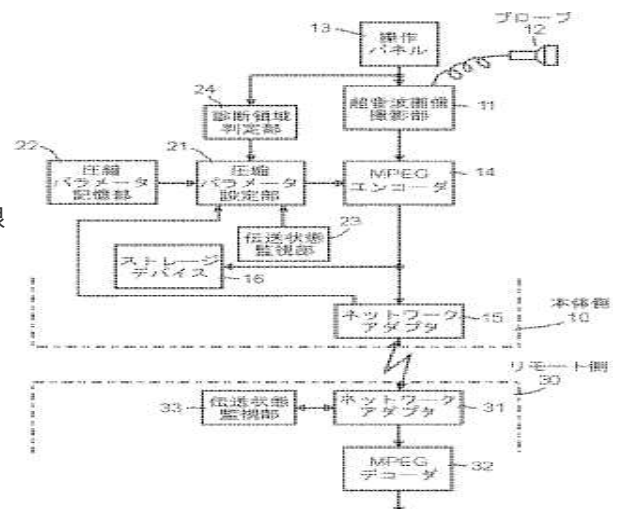 プローブ
12
13
操作
パネル
24
診断領域
判定部
超音波画像
撮影部
11
22
圧縮
パラメータ
記憶部
21
圧縮
パラメータ
設定部
MPEG
エンコーダ
14
伝送状態
監視部
23
ストレージ
デバイス
16
ネットワーク
アダプタ
15
本体側
10
リモート側
30
33
伝送状態
監視部
ネットワーク
アダプタ
31
MPEG
デコーダ
32